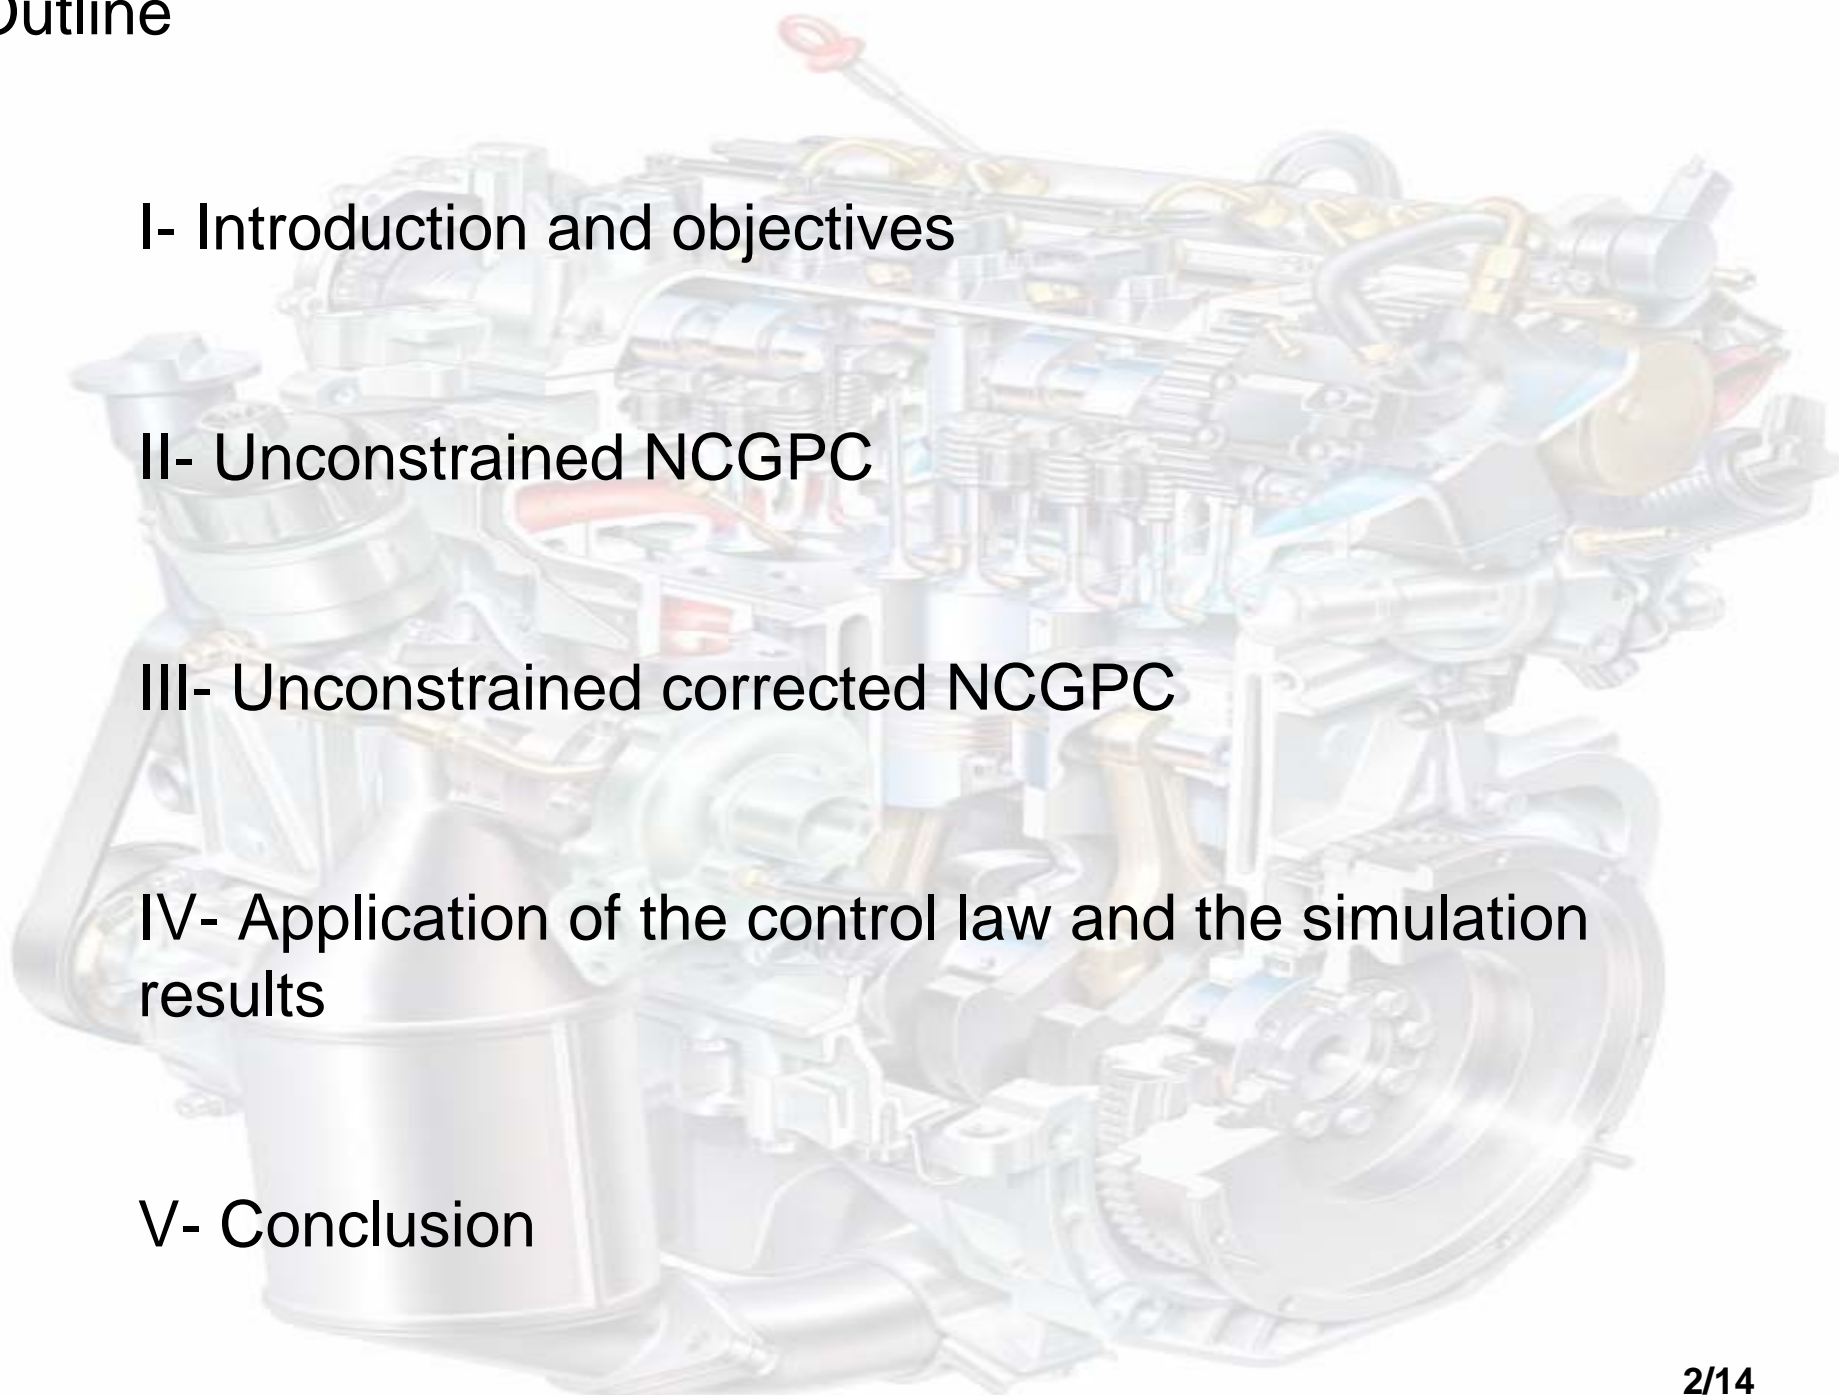 Outline
I- Introduction and objectives
II- Unconstrained NCGPC
III- Unconstrained corrected NCGPC
IV- Application of the control law and the simulation
results
V- Conclusion
2/14